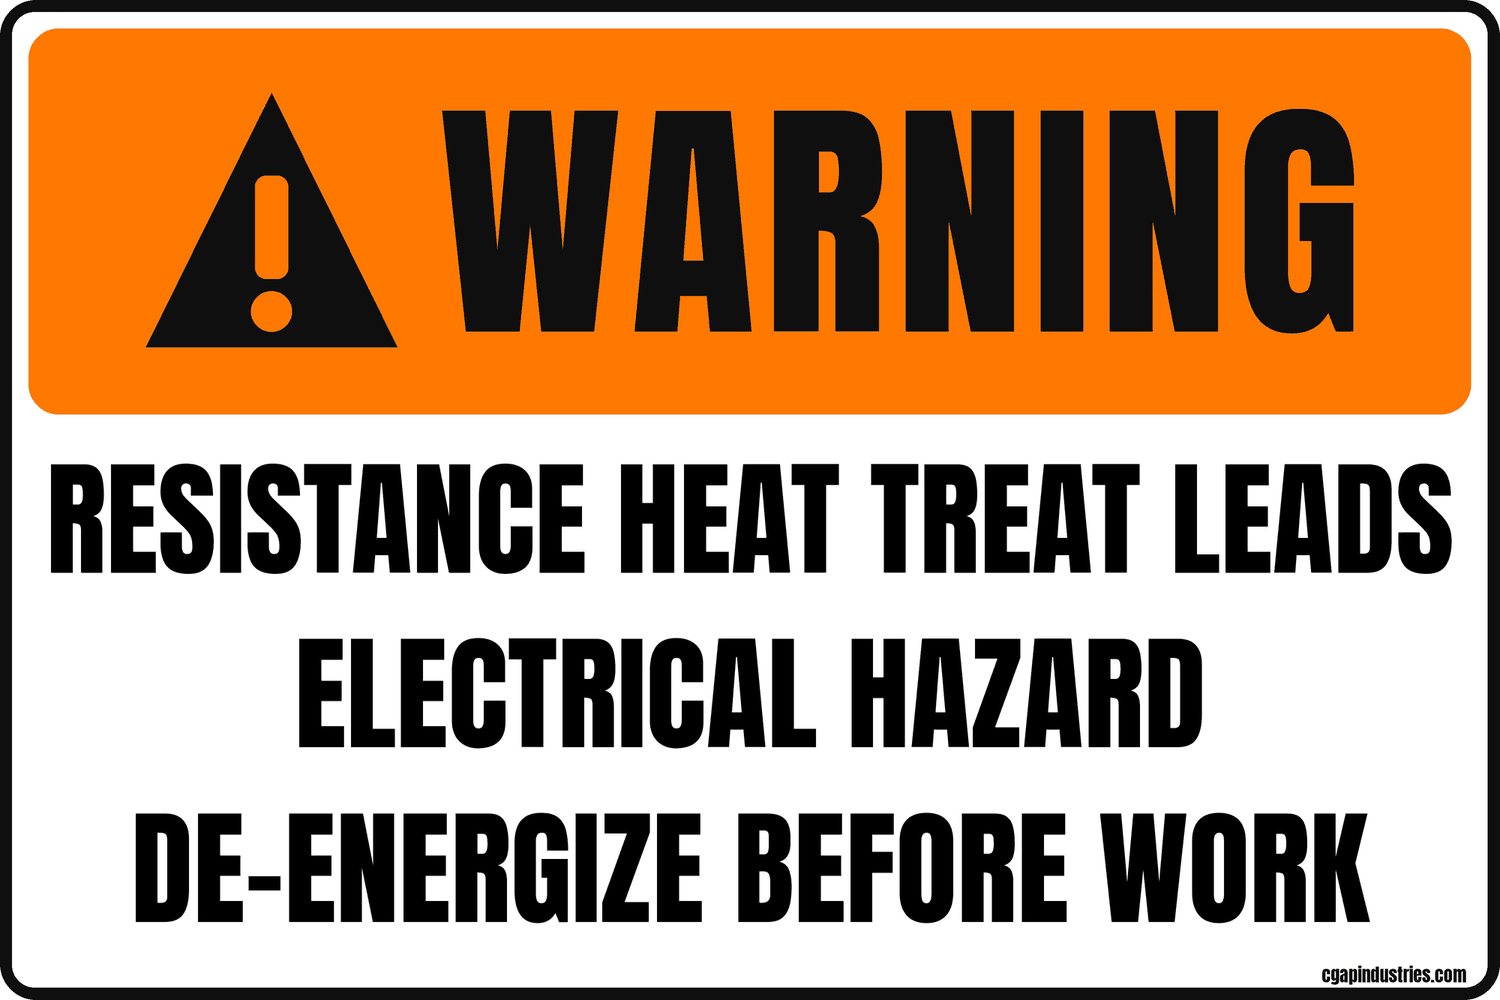 WARNING
RESISTANCE HEAT TREAT LEADS
ELECTRICAL HAZARD
DE-ENERGIZE BEFORE WORK
cgapindustries.com